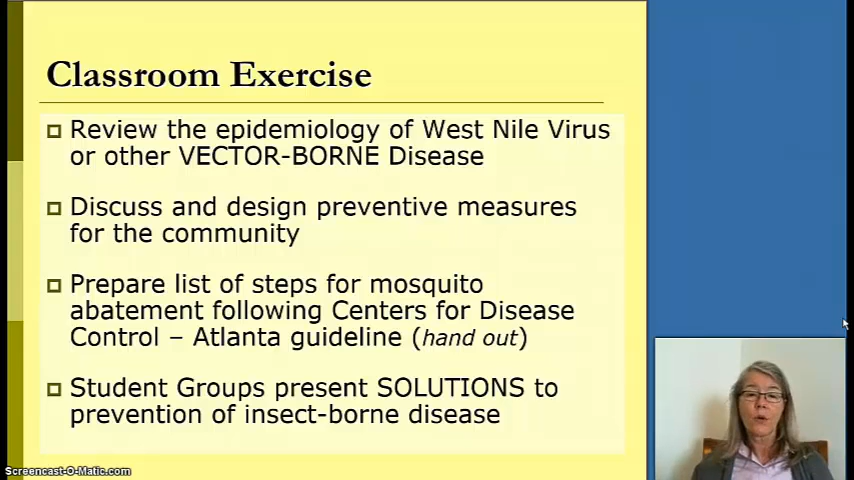 Classroom Exercise
Review the epidemiology of West Nile Virus
or other VECTOR-BORNE Disease
Discuss and design preventive measures
for the community
Prepare list of steps for mosquito
abatement following Centers for Disease
Control – Atlanta guideline (hand out)
Student Groups present SOLUTIONS to
prevention of insect-borne disease
Screencast-O-Matic.com